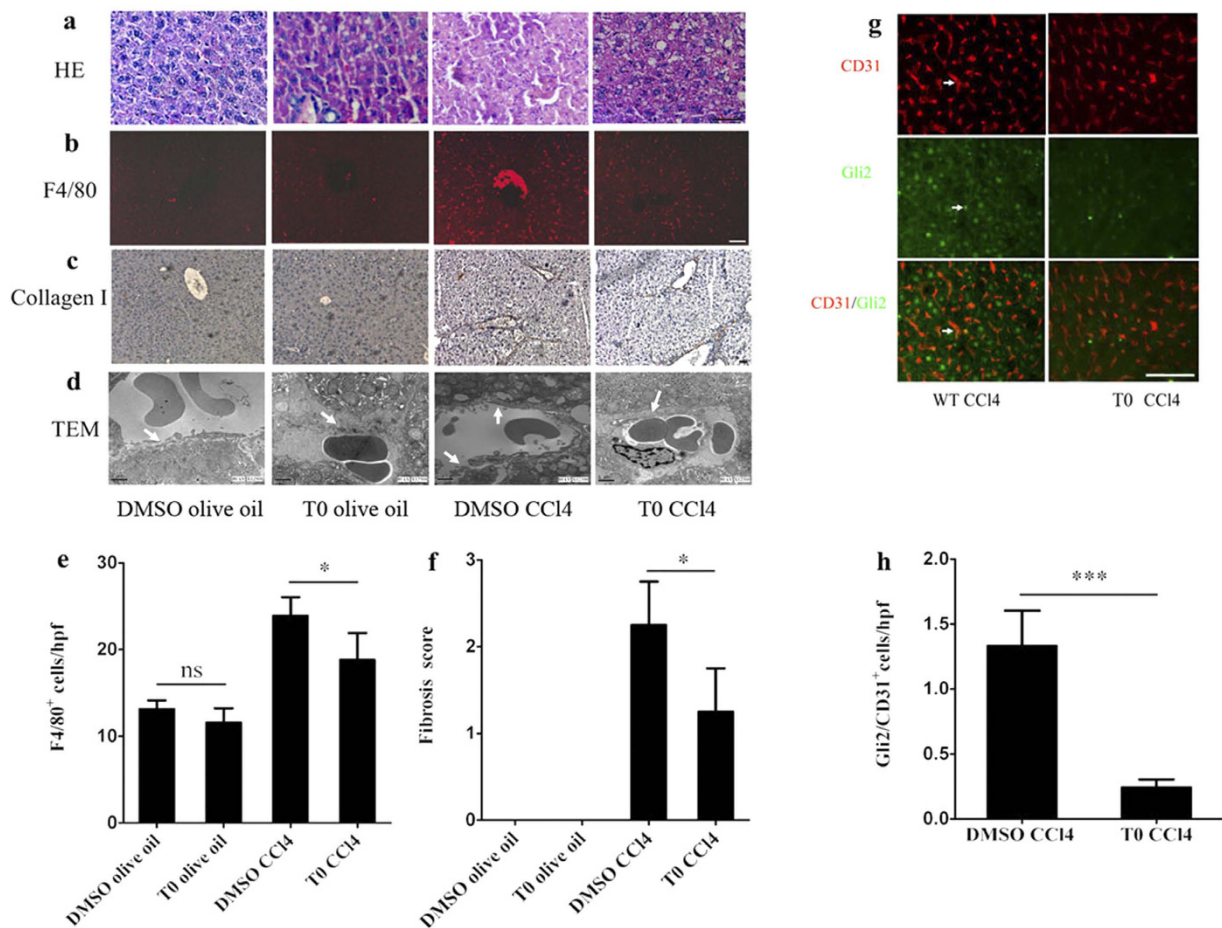 a
HE
b
F4/80
c
Collagen I
d
TEM
DMSO olive oil T0 olive oil DMSO CCl4 T0 CCl4
g
CD31
Gli2
CD31/Gli2
WT CCl4 T0 CCl4
e
F4/80+ cells/hpf
30
20
10
0
ns
*
DMSO olive oil
T0 olive oil
DMSO CCl4
T0 CCl4
f
Fibrosis score
3
2
1
0
*
DMSO olive oil
T0 olive oil
DMSO CCl4
T0 CCl4
h
Gli2/CD31+cells/hpf
2.0
1.5
1.0
0.5
0.0
***
DMSO CCl4
T0 CCl4